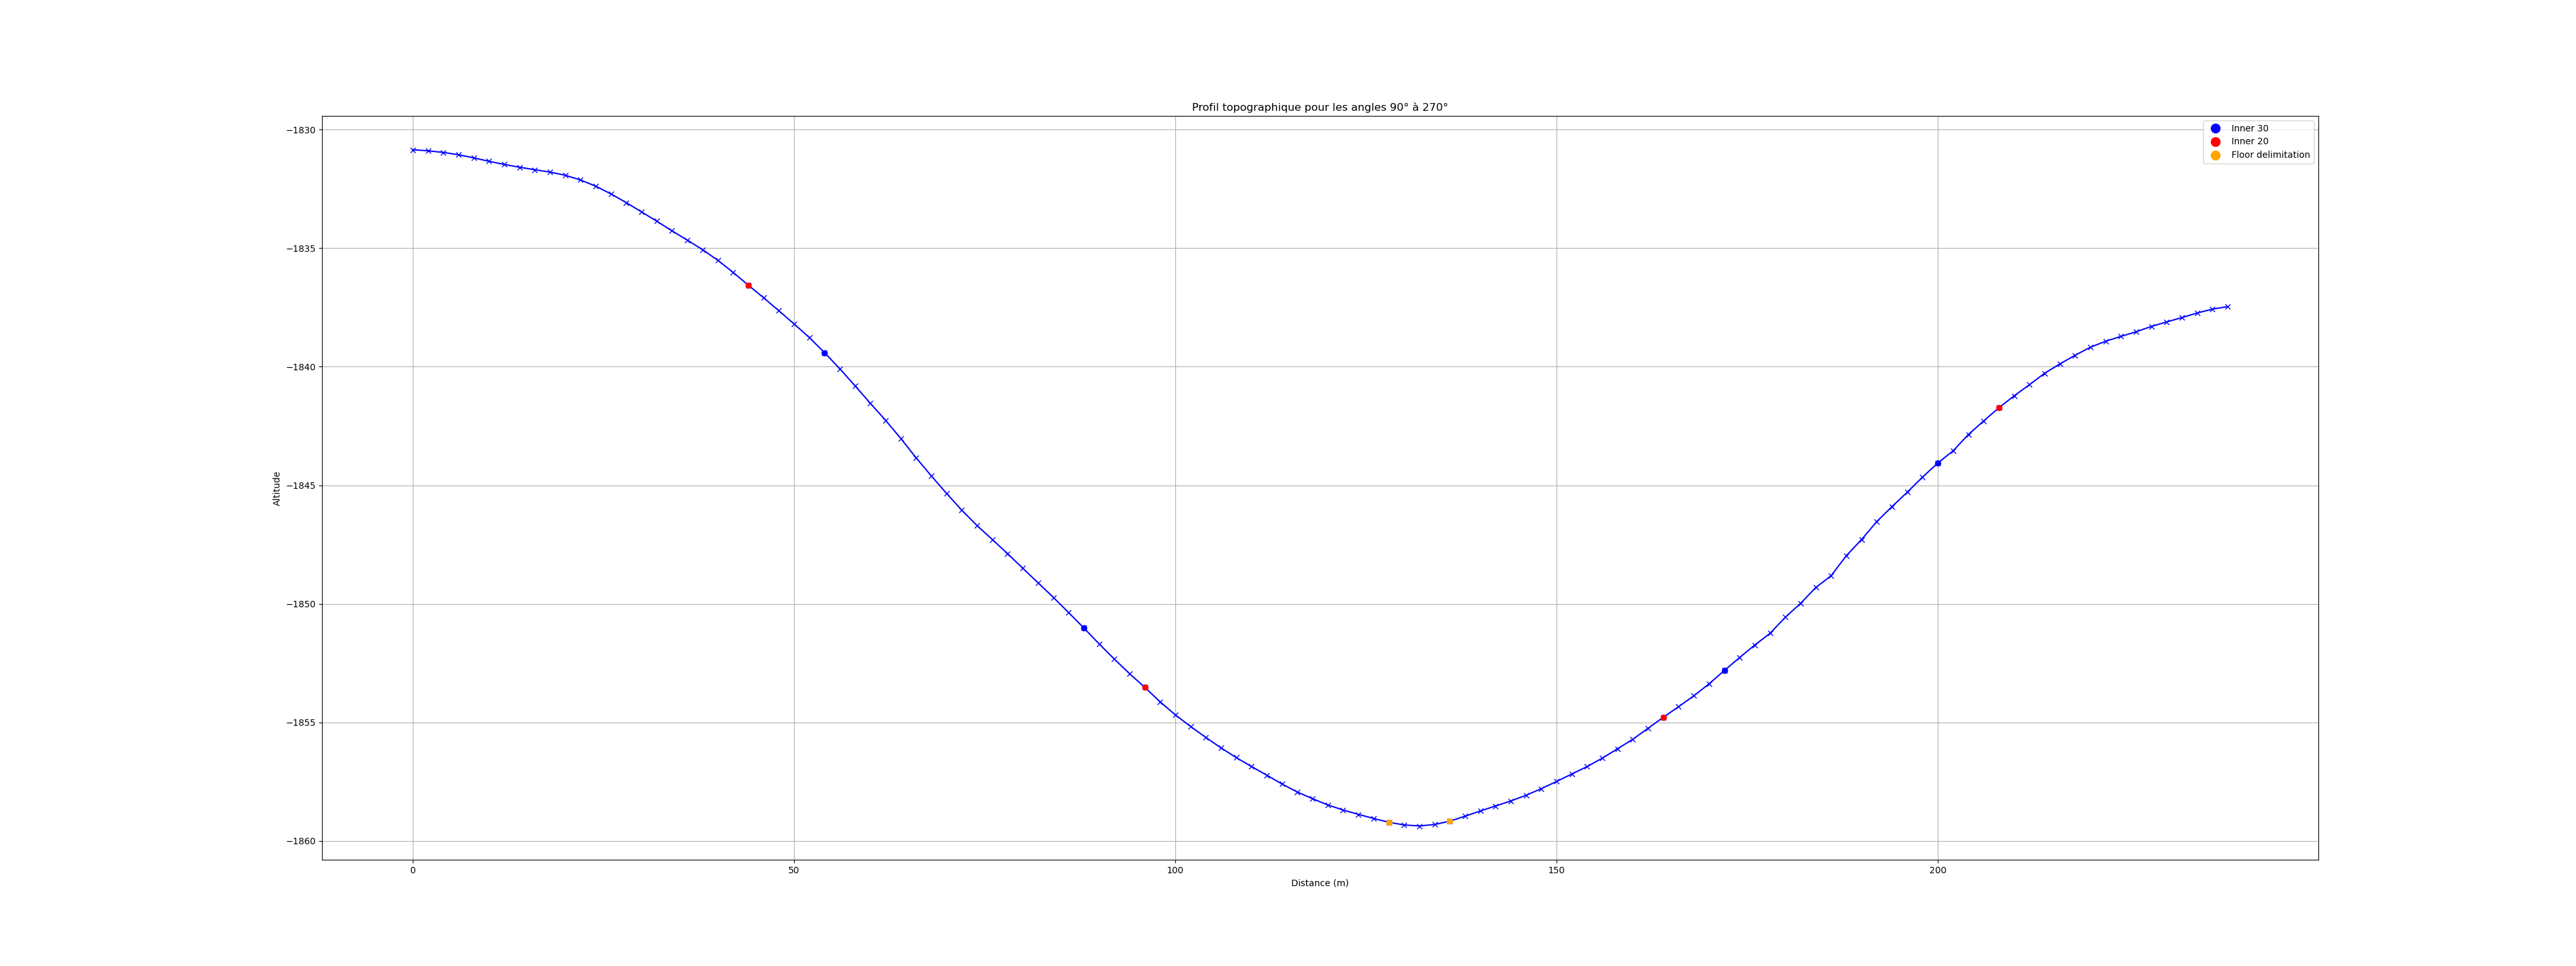 Profil topographique pour les angles 90° à 270°
Inner 30
Inner 20
Floor delimitation
Altitude
−1830
−1835
−1840
−1845
−1850
−1855
−1860
0
50
100
150
200
Distance (m)